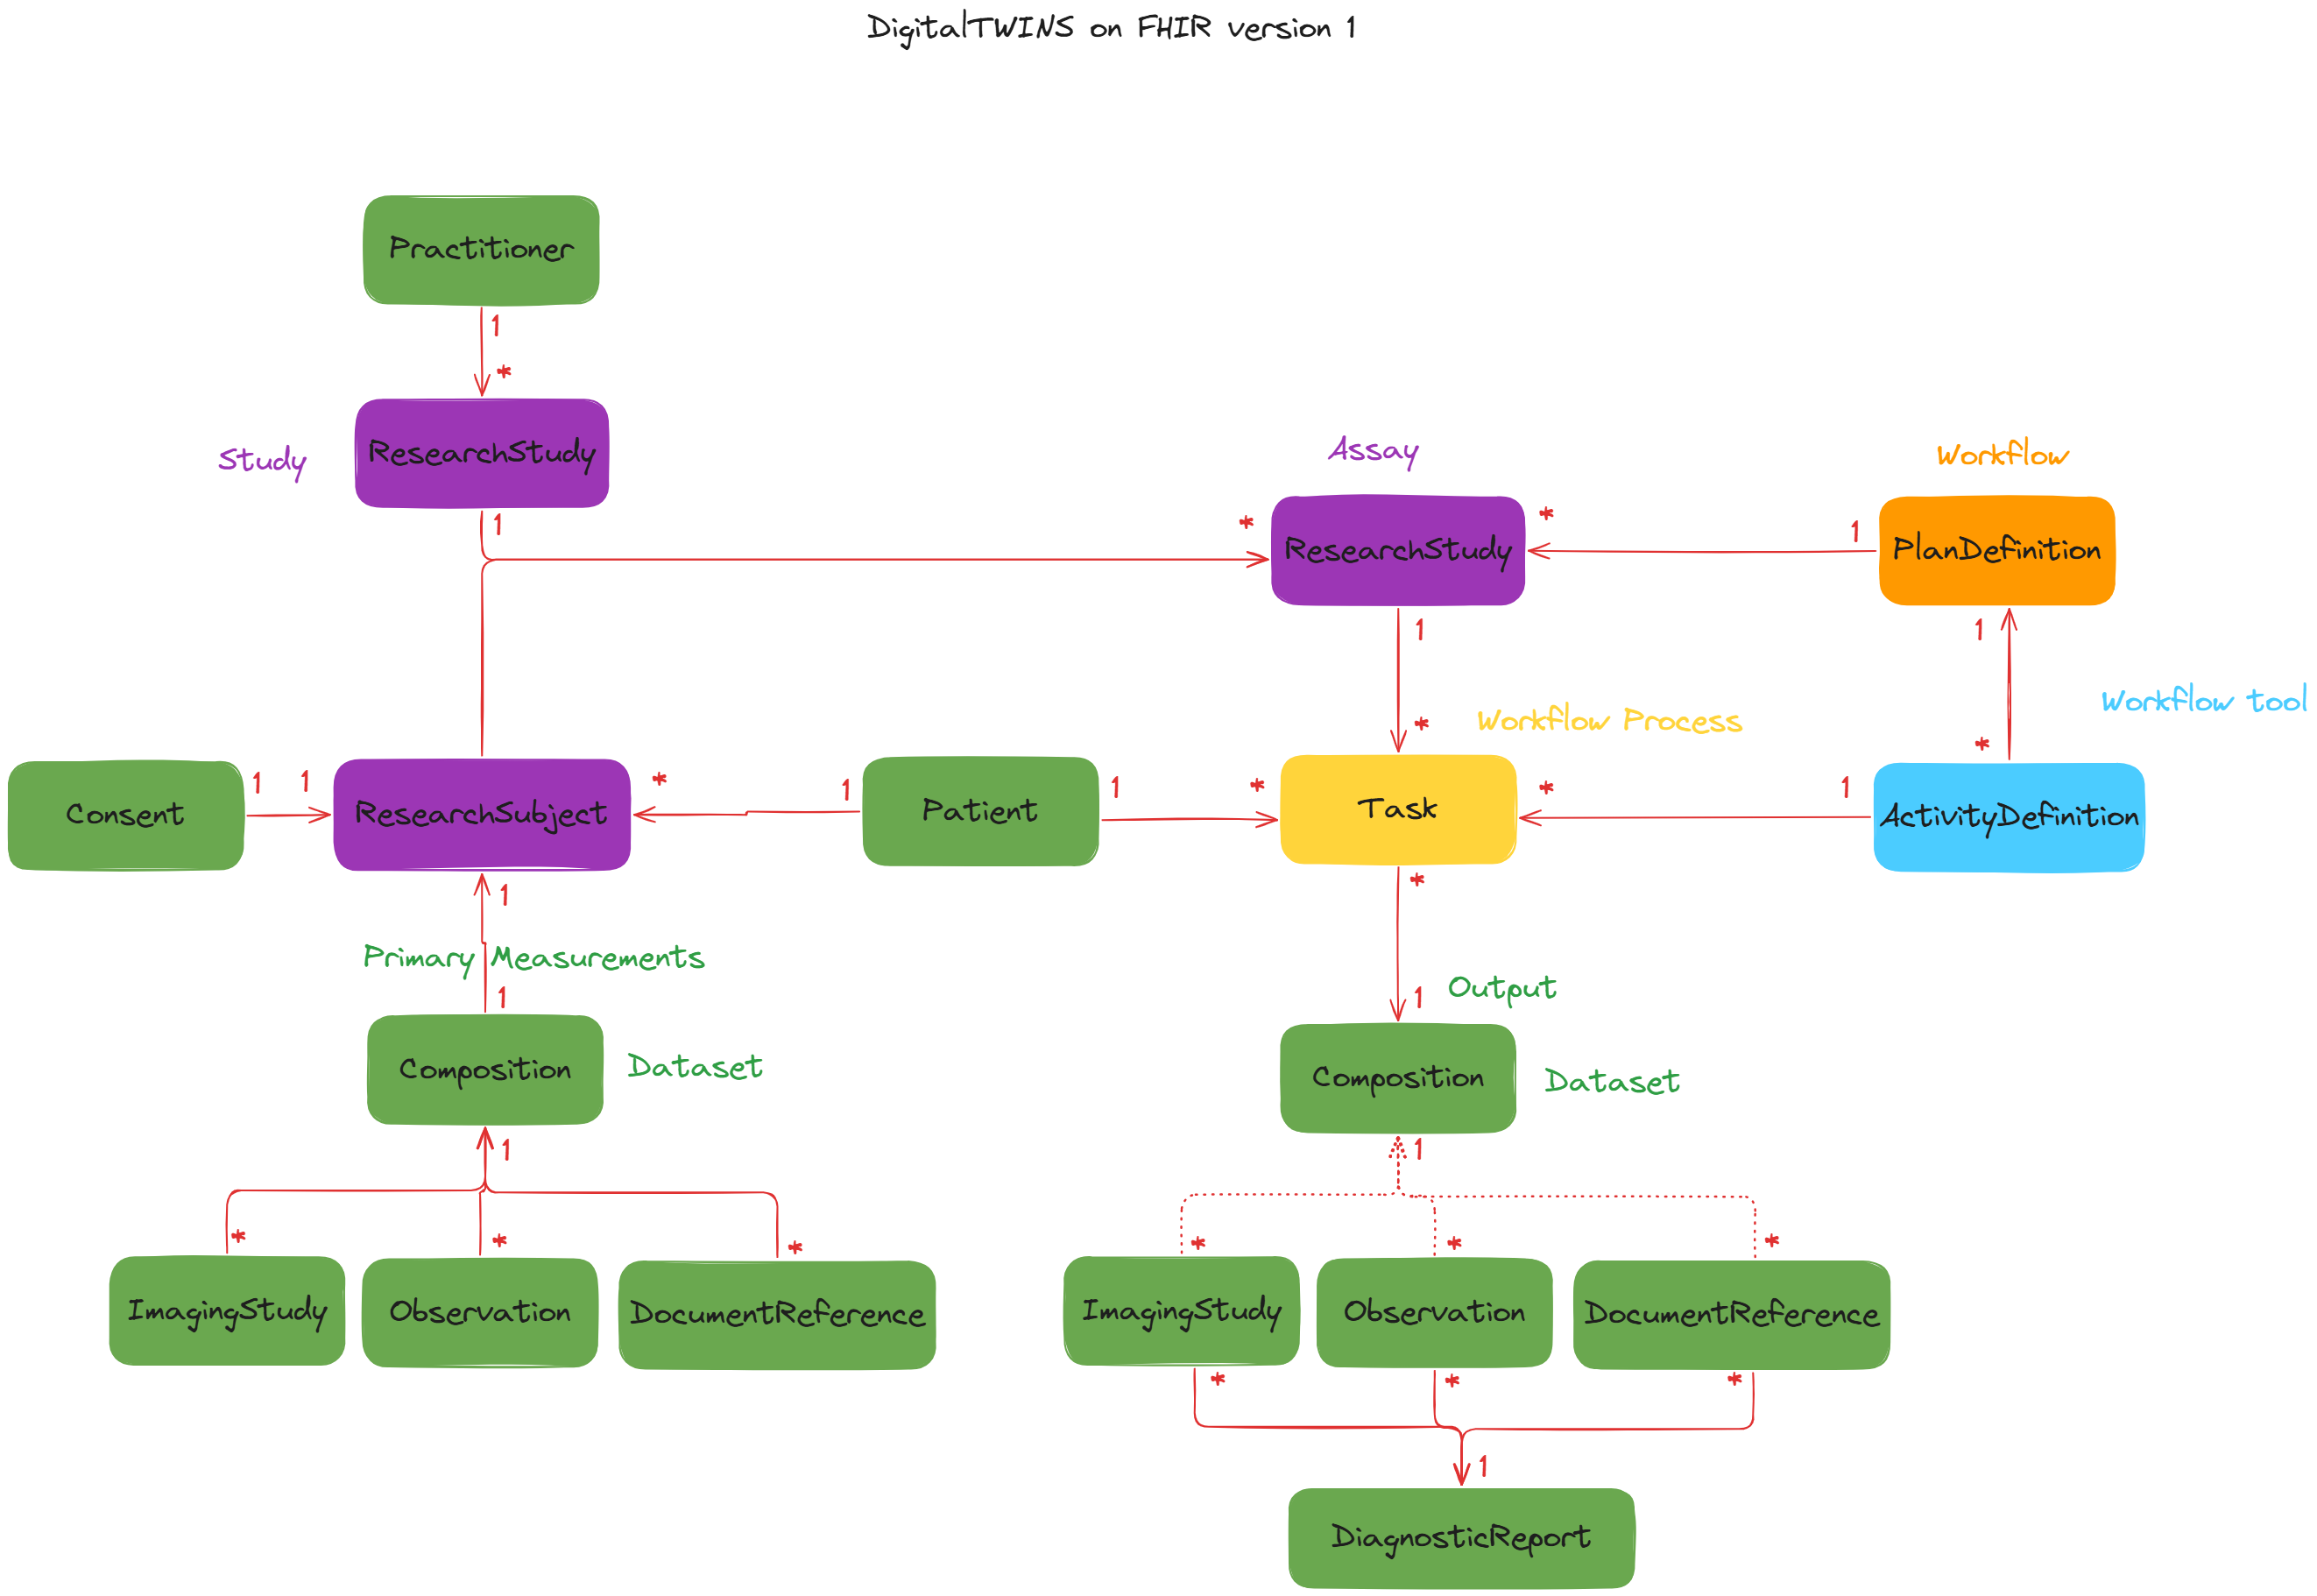 DigitalTWINS on FHIR version 1
Practitioner
1
*
Study
ResearchStudy
1
*
Assay
ResearchStudy
*
1
Workflow
PlanDefinition
1
*
Workflow Process
1
*
Workflow tool
Consent
1
1
ResearchSubject
*
1
Patient
1
*
Task
*
1
ActivityDefinition
1
Primary Measurements
1
*
1
Output
Composition
Dataset
Composition
Dataset
1
1
*
*
*
*
*
*
ImagingStudy
Observation
DocumentReference
ImagingStudy
Observation
DocumentReference
*
*
*
1
DiagnosticReport